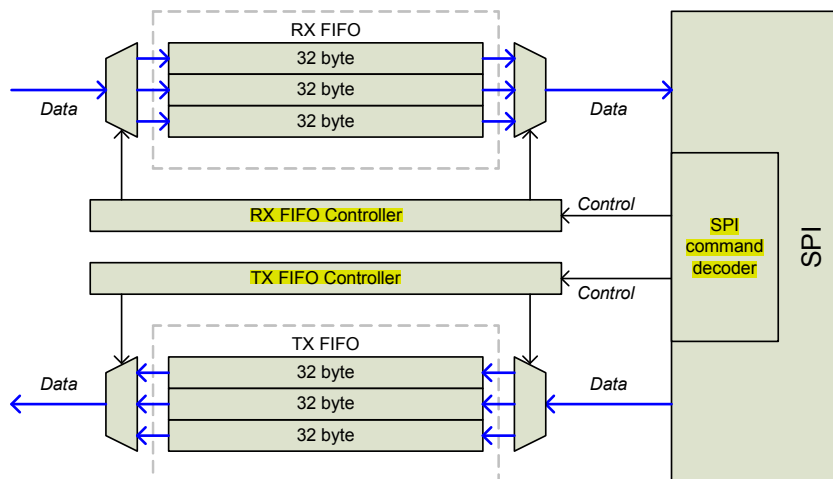 RX FIFO
32 byte
32 byte
32 byte
Data
Data
RX FIFO Controller
Control
SPI
command
decoder
SPI
TX FIFO Controller
Control
TX FIFO
32 byte
32 byte
32 byte
Data
Data